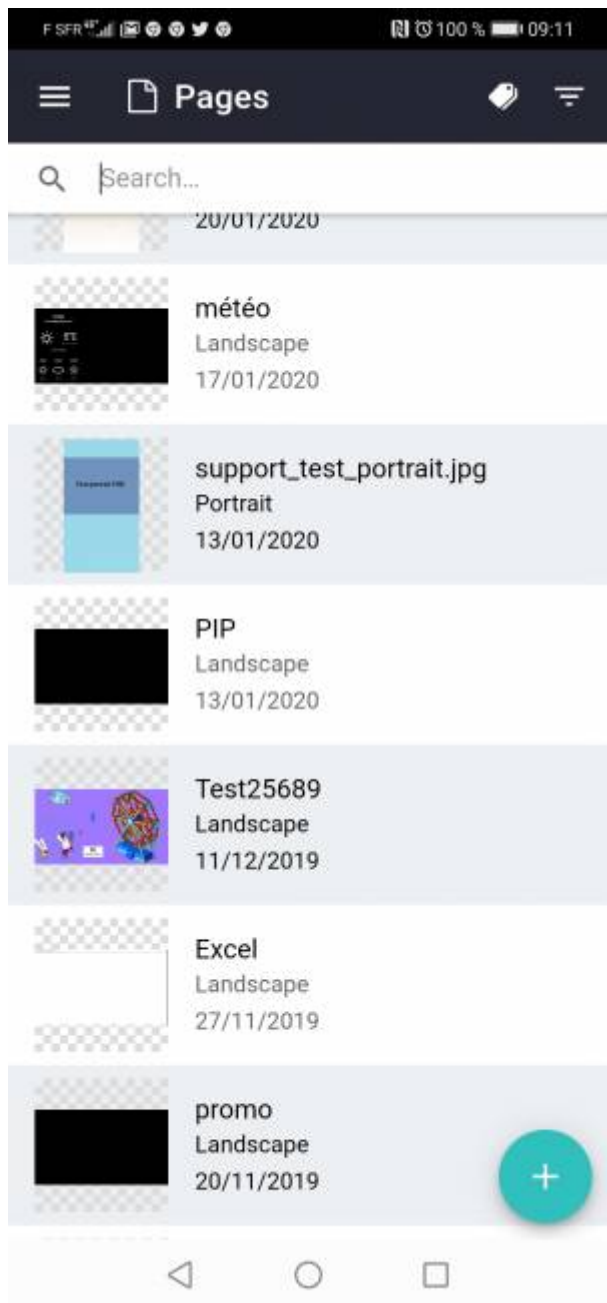 F SFR
100 % 09:11
Pages
Search...
20/01/2020
météo
Landscape
17/01/2020
support_test_portrait.jpg
Portrait
13/01/2020
PIP
Landscape
13/01/2020
Test25689
Landscape
11/12/2019
Excel
Landscape
27/11/2019
promo
Landscape
20/11/2019